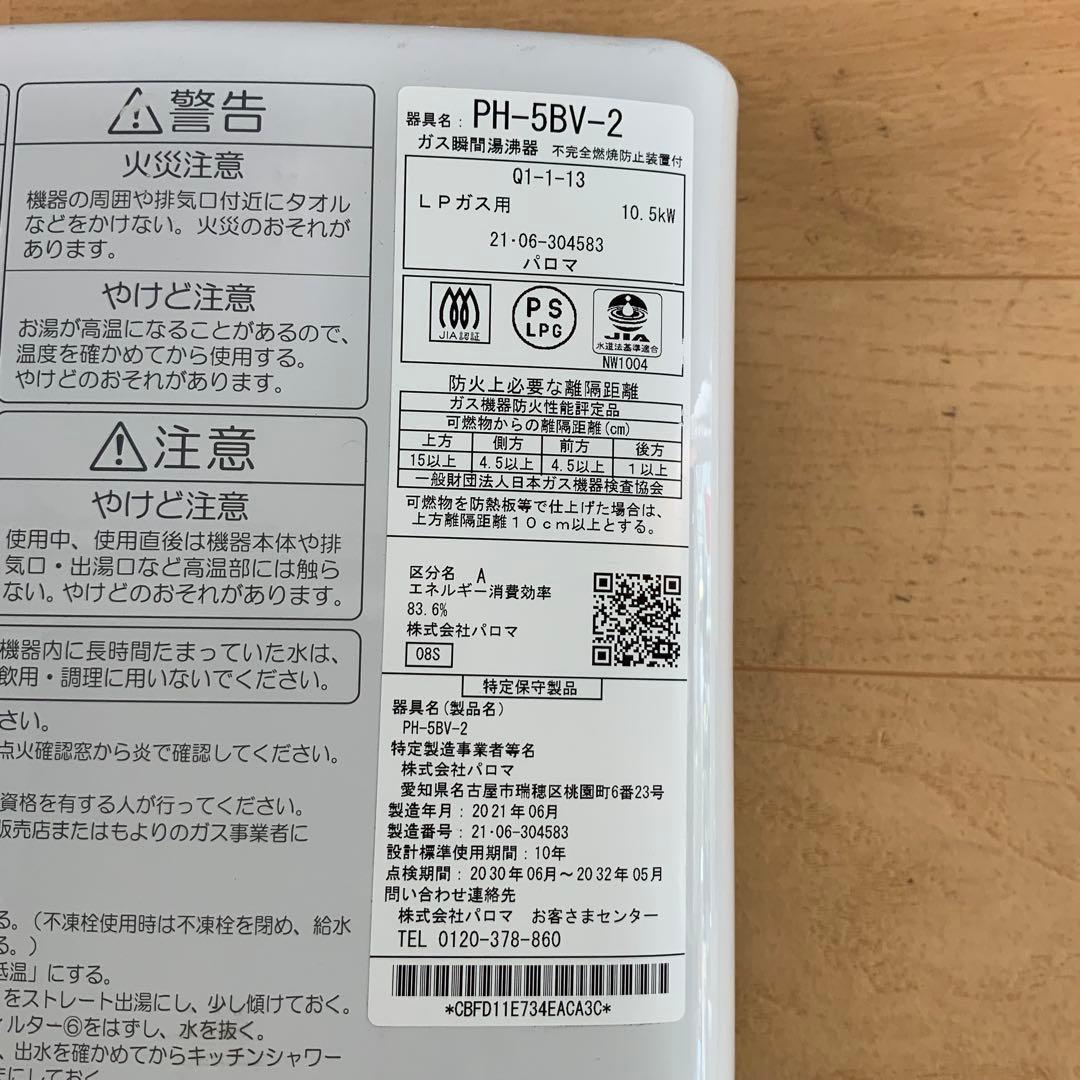 警告
火災注意
機器の周囲や排気口付近にタオル
などをかけない。火災のおそれが
あります。
やけど注意
お湯が高温になることがあるので、
温度を確かめてから使用する。
やけどのおそれがあります。
注意
やけど注意
使用中、使用直後は機器本体や排
気口・出湯口など高温部には触ら
ない。やけどのおそれがあります。
機器内に長時間たまっていた水は、
飲用・調理に用いないでください。
さい。
点火確認窓から炎で確認してください。
資格を有する人が行ってください。
販売店またはもよりのガス事業者に
る。(不凍栓使用時は不凍栓を閉め、給水
る。)
低温」にする。
をストレート出湯にし、少し傾けておく。
ィルター⑥をはずし、水を抜く。
、出水を確かめてからキッチンシャワー
まにしておく
器具名: PH-5BV-2
ガス瞬間湯沸器 不完全燃焼防止装置付
Q1-1-13
LPガス用 10.5kW
21・06-304583
パロマ
JIA認証
PS
LPG
JIA
水道法基準適合
NW1004
防火上必要な離隔距離
ガス機器防火性能評定品
可燃物からの離隔距離(cm)
上方 側方 前方 後方
15以上 4.5以上 4.5以上 1以上
一般財団法人日本ガス機器検査協会
可燃物を防熱板等で仕上げた場合は、
上方離隔距離10cm以上とする。
区分名 A
エネルギー消費効率
83.6%
株式会社パロマ
08S
特定保守製品
器具名(製品名)
PH-5BV-2
特定製造事業者等名
株式会社パロマ
愛知県名古屋市瑞穂区桃園町6番23号
製造年月:2021年06月
製造番号:21・06-304583
設計標準使用期間:10年
点検期間:2030年06月~2032年05月
問い合わせ連絡先
株式会社パロマ お客さまセンター
TEL 0120-378-860
*CBFD11E734EACA3C*